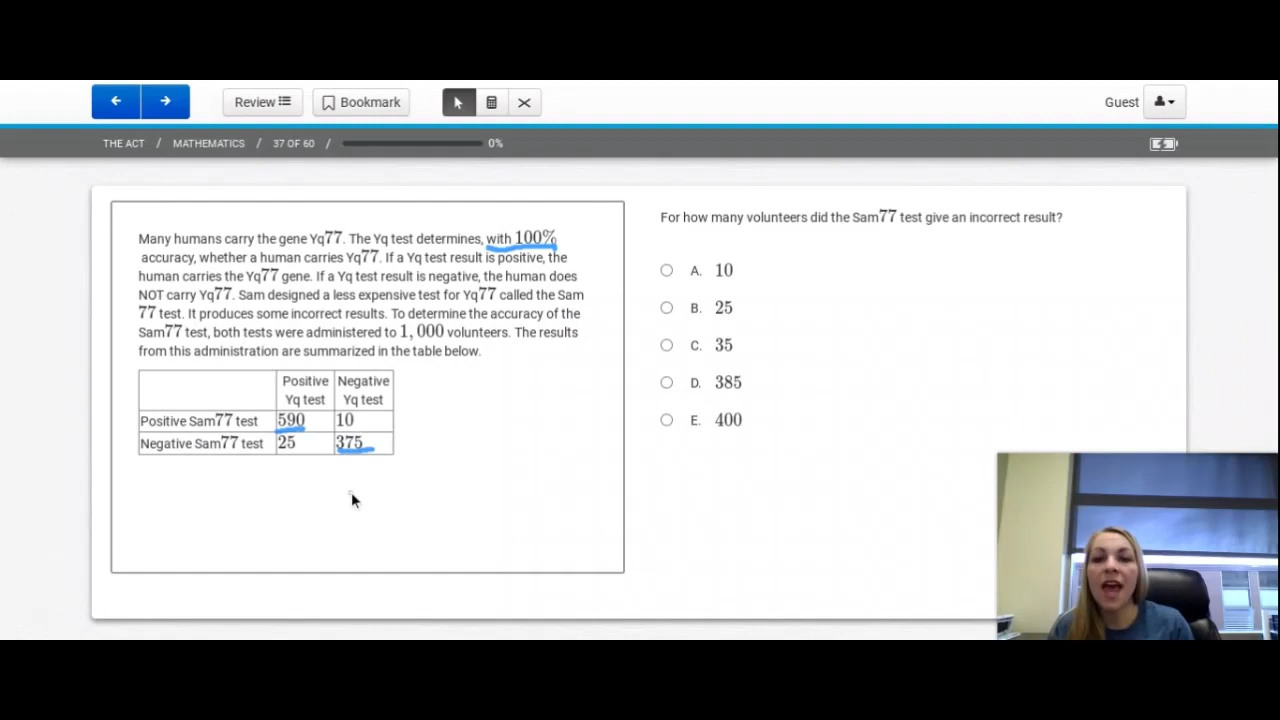 Review
Bookmark
Guest
THE ACT / MATHEMATICS / 37 OF 60 / 0%
Many humans carry the gene Yq77. The Yq test determines, with 100%
accuracy, whether a human carries Yq77. If a Yq test result is positive, the
human carries the Yq77 gene. If a Yq test result is negative, the human does
NOT carry Yq77. Sam designed a less expensive test for Yq77 called the Sam
77 test. It produces some incorrect results. To determine the accuracy of the
Sam77 test, both tests were administered to 1, 000 volunteers. The results
from this administration are summarized in the table below.
Positive Negative
Yq test Yq test
Positive Sam77 test 590 10
Negative Sam77 test 25 375
For how many volunteers did the Sam77 test give an incorrect result?
A. 10
B. 25
C. 35
D. 385
E. 400